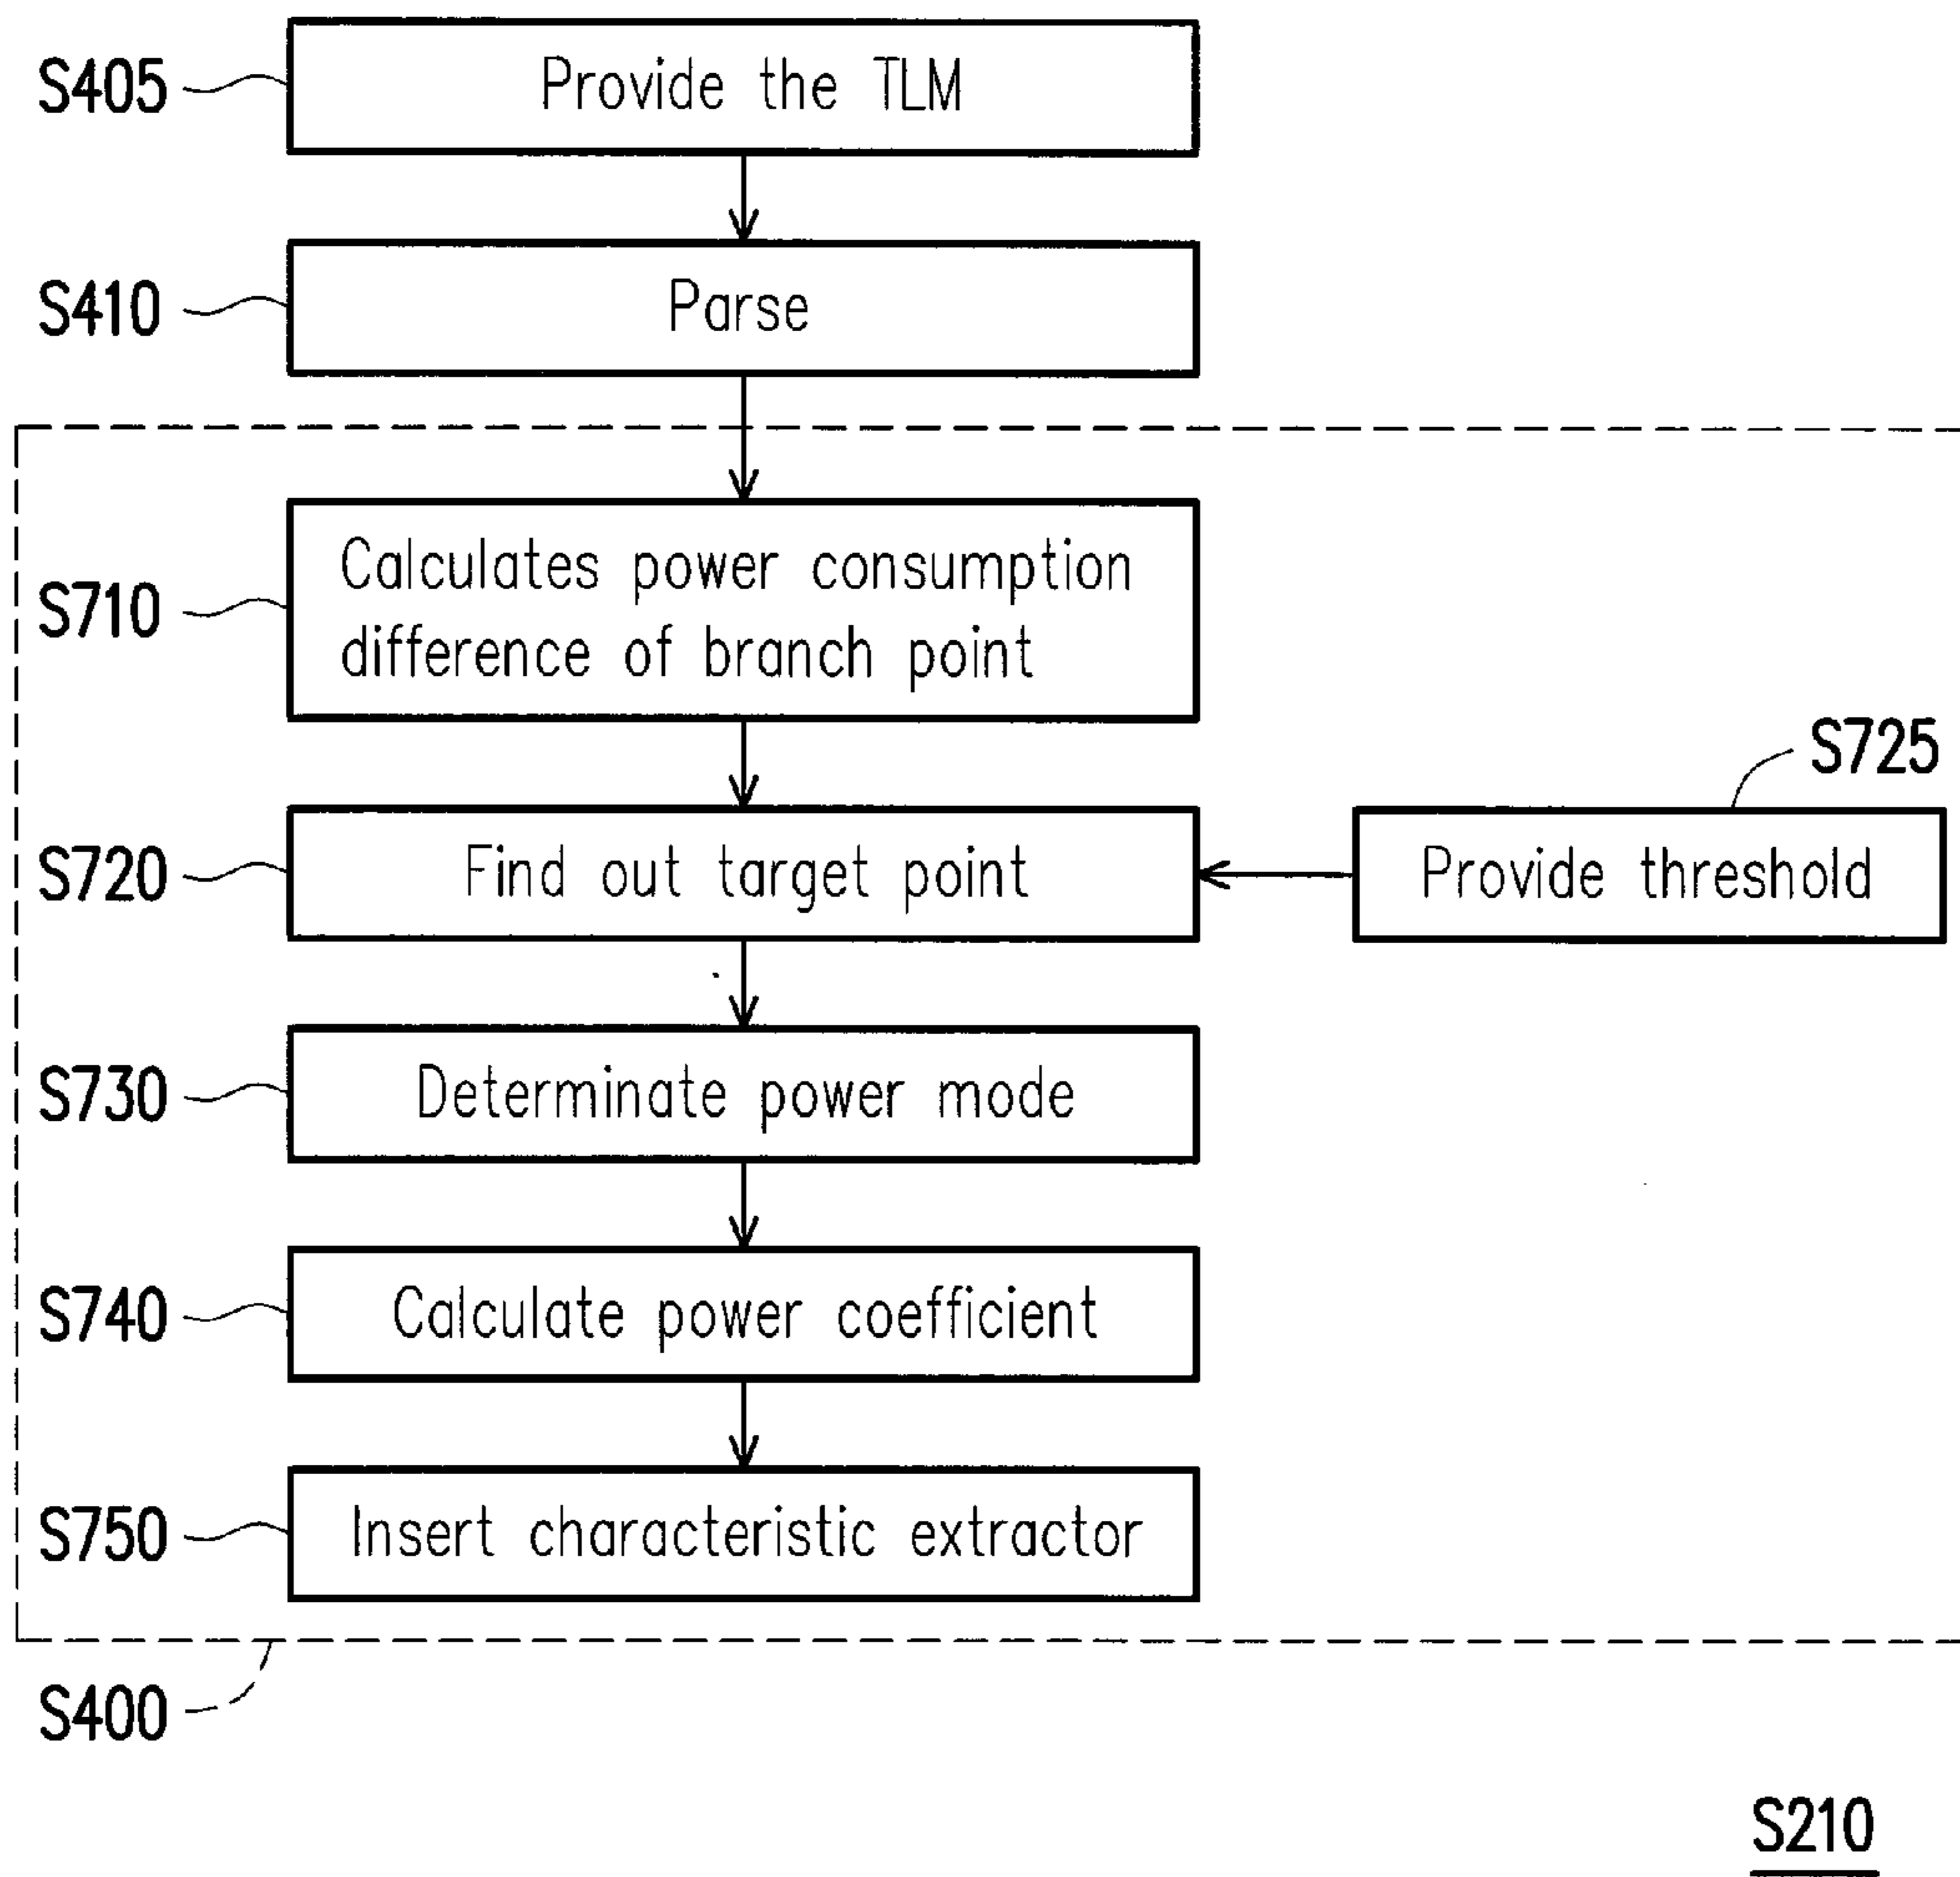 S405
Provide the TLM
S410
Parse
S710
Calculates power consumption
difference of branch point
S725
S720
Find out target point
Provide threshold
S730
Determinate power mode
S740
Calculate power coefficient
S750
Insert characteristic extractor
S400
S210